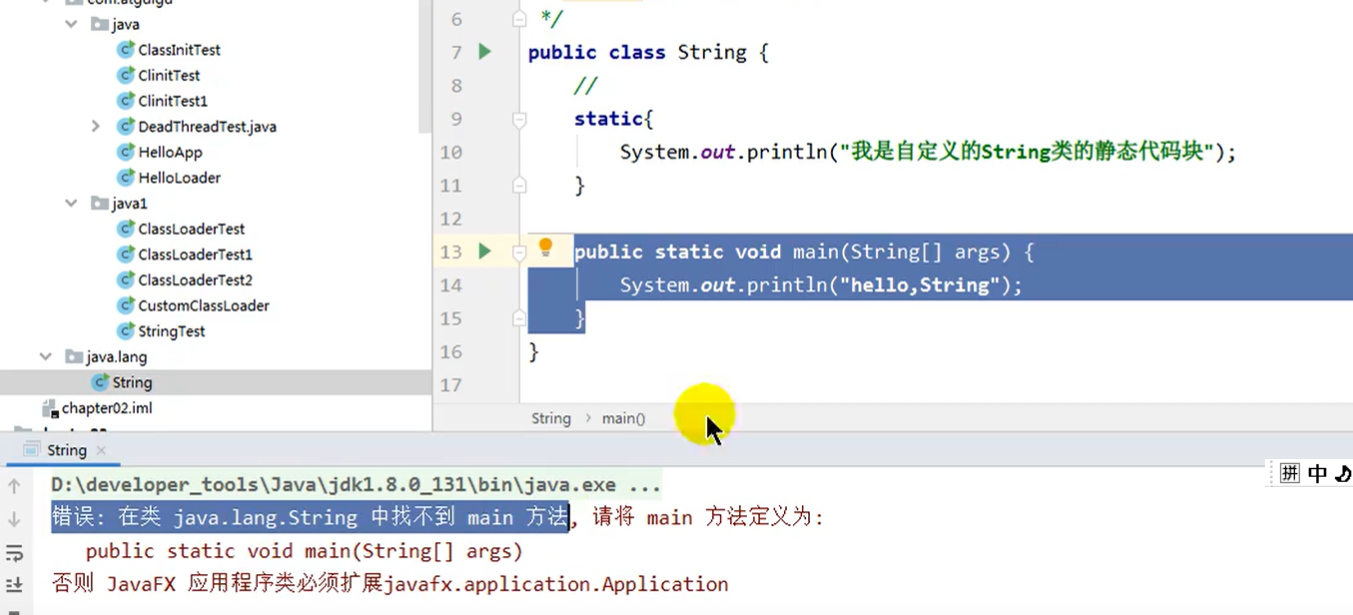 java
ClassInitTest
ClinitTest
ClinitTest1
DeadThreadTest.java
HelloApp
HelloLoader
java1
ClassLoaderTest
ClassLoaderTest1
ClassLoaderTest2
CustomClassLoader
StringTest
java.lang
String
chapter02.iml
6 */
7 public class String {
8 //
9 static{
10 System.out.println("我是自定义的String类的静态代码块");
11 }
12
13 public static void main(String[] args) {
14 System.out.println("hello,String");
15 }
16 }
17
String > main()
String ×
D:\developer_tools\Java\jdk1.8.0_131\bin\java.exe ...
错误: 在类 java.lang.String 中找不到 main 方法, 请将 main 方法定义为:
public static void main(String[] args)
否则 JavaFX 应用程序类必须扩展javafx.application.Application
拼 中